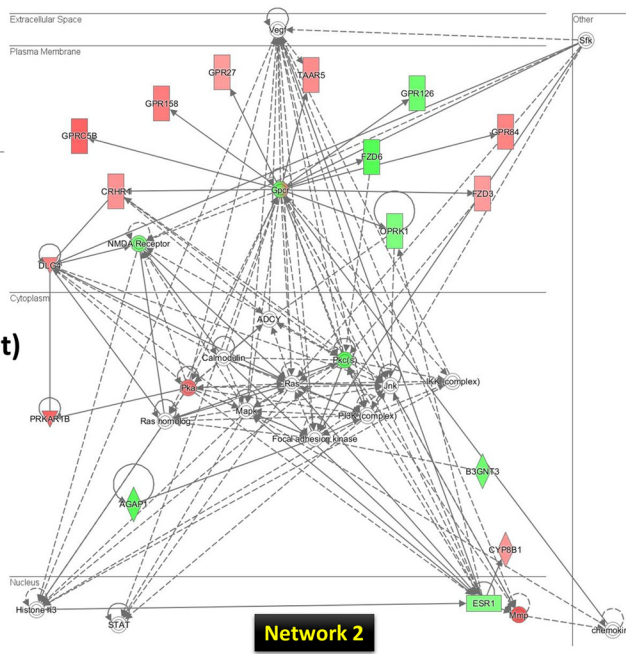 Extracellular Space
Other
Vegf
Sfk
Plasma Membrane
GPR27
TAAR5
GPR158
GPR126
GPRC5B
GPR84
FZD6
CRHR1
Gpcr
FZD3
OPRK1
NMDA Receptor
DLG4
Cytoplasm
ADCY
t)
Calmodulin
Pkc(s)
Pka
Ras
Jnk
IKK (complex)
PRKAR1B
Ras homolog
Mapk
PI3K (complex)
Focal adhesion kinase
B3GNT3
AGAP1
CYP8B1
Nucleus
Histone h3
ESR1
Mmp
STAT
chemokin
Network 2